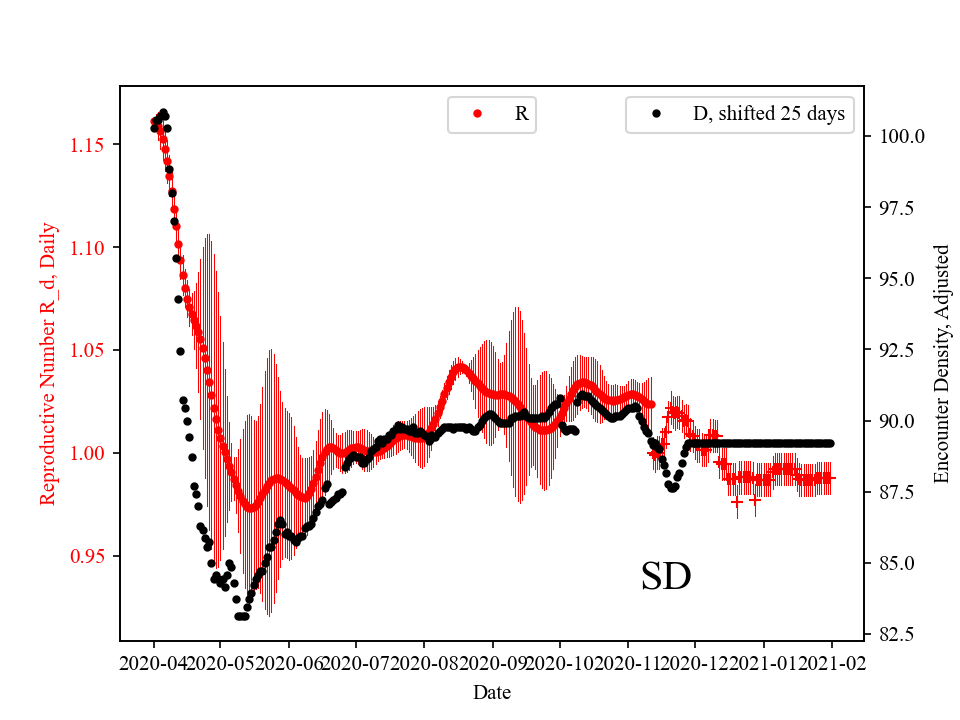 R
D, shifted 25 days
1.15
1.10
1.05
1.00
0.95
Reproductive Number R_d, Daily
100.0
97.5
95.0
92.5
90.0
87.5
85.0
82.5
Encounter Density, Adjusted
SD
2020-04 2020-05 2020-06 2020-07 2020-08 2020-09 2020-10 2020-11 2020-12 2021-01 2021-02
Date